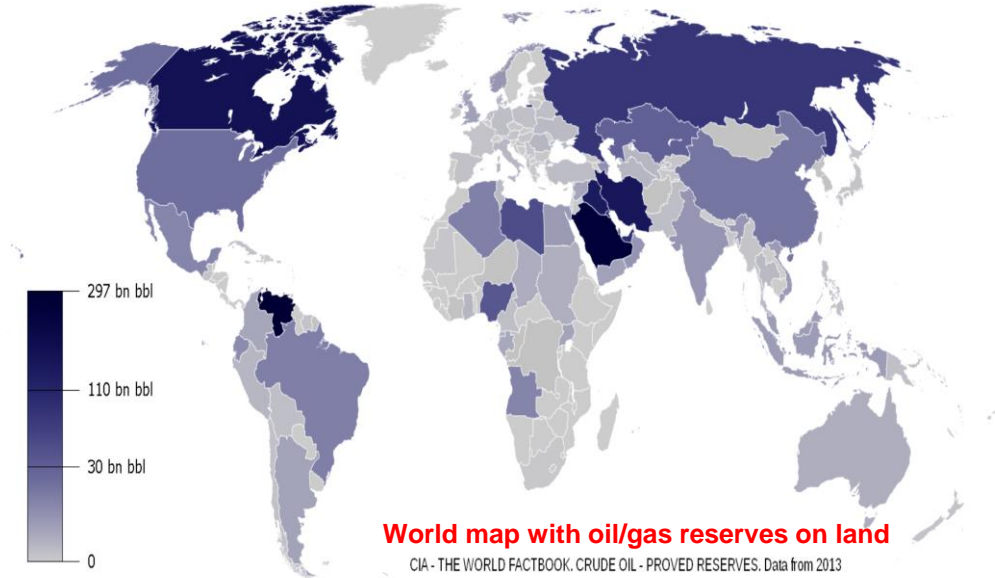 297 bn bbl
110 bn bbl
30 bn bbl
0
World map with oil/gas reserves on land
CIA - THE WORLD FACTBOOK. CRUDE OIL - PROVED RESERVES. Data from 2013